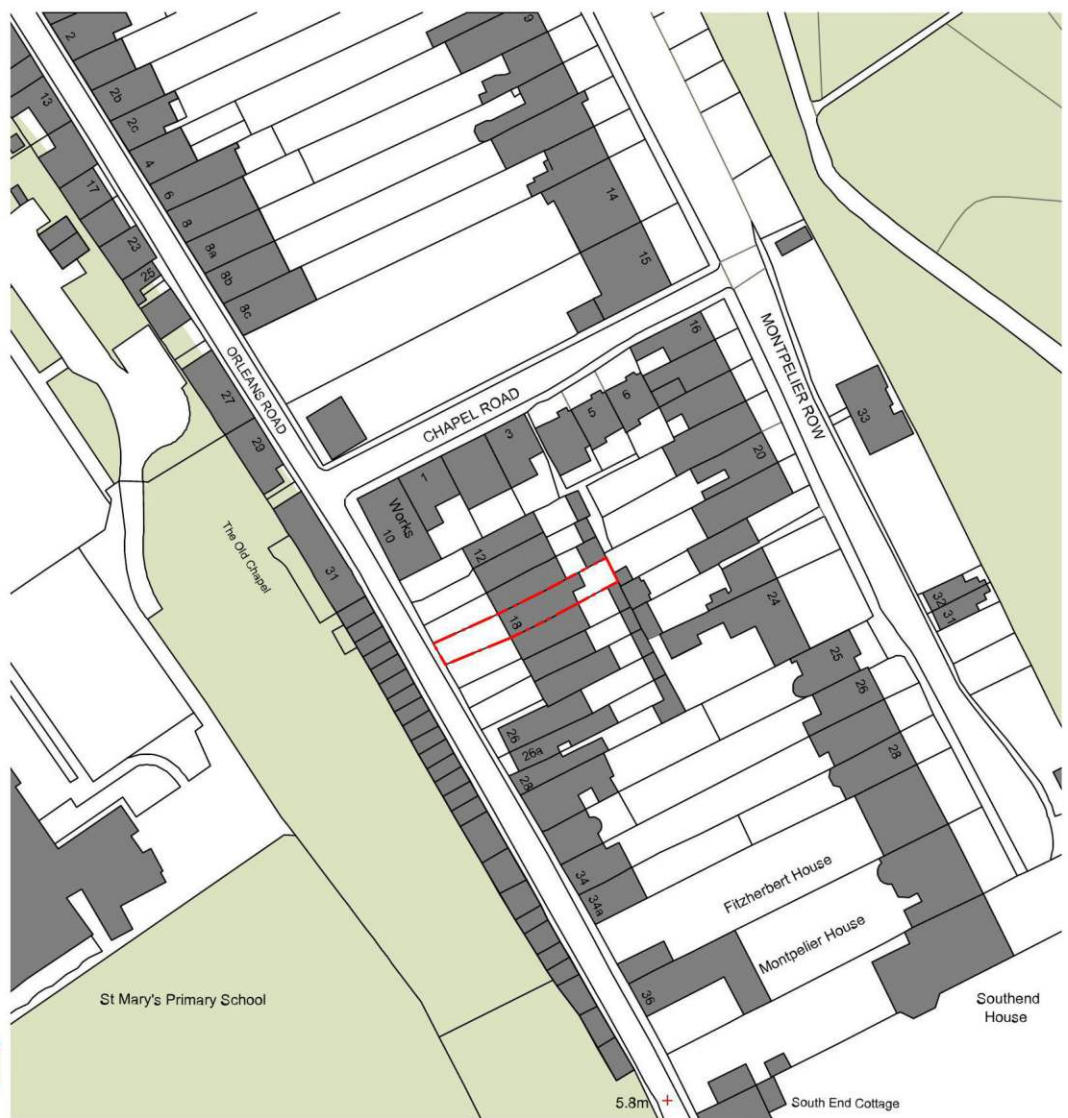 2
2b
2c
4
6
8
8a
8b
8c
13
17
23
25
27
29
31
ORLEANS ROAD
The Old Chapel
9
14
15
CHAPEL ROAD
MONTPELIER ROW
16
20
24
25
26
28
33
32
31
1
3
5
6
Works
10
12
18
26
26a
28
34
34a
36
Fitzherbert House
Montpelier House
St Mary's Primary School
Southend
House
5.8m
South End Cottage